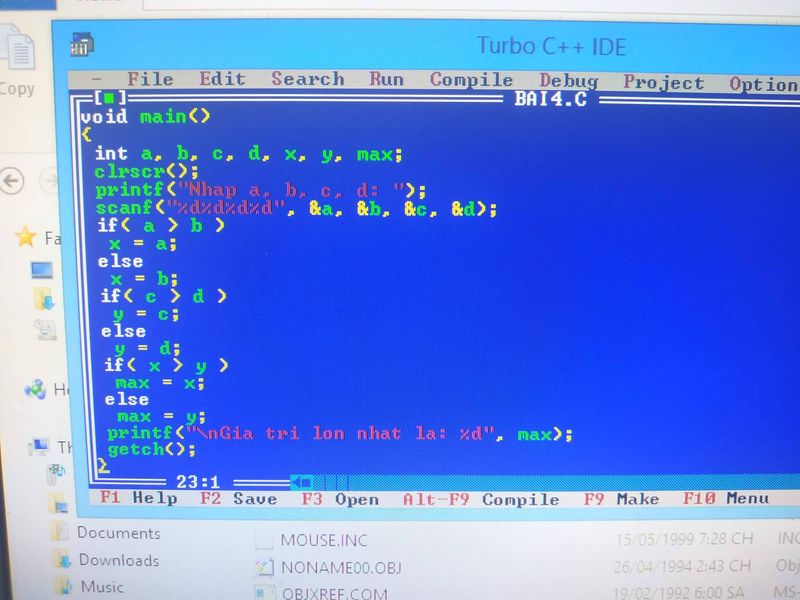 Turbo C++ IDE
Copy
File Edit Search Run Compile Debug Project Option
BAI4.C
void main()
{
int a, b, c, d, x, y, max;
clrscr();
printf("Nhap a, b, c, d: ");
scanf("%d%d%d%d", &a, &b, &c, &d);
if( a > b )
x = a;
else
x = b;
if( c > d )
y = c;
else
y = d;
if( x > y )
max = x;
else
max = y;
printf("\nGia tri lon nhat la: %d", max);
getch();
}
23:1
F1 Help F2 Save F3 Open Alt-F9 Compile F9 Make F10 Menu
Fa
Th
Documents
Downloads
Music
MOUSE.INC 15/05/1999 7:28 CH INC
NONAME00.OBJ 26/04/1994 2:43 CH Obj
OBJXREF.COM 19/02/1992 6:00 SA MS-